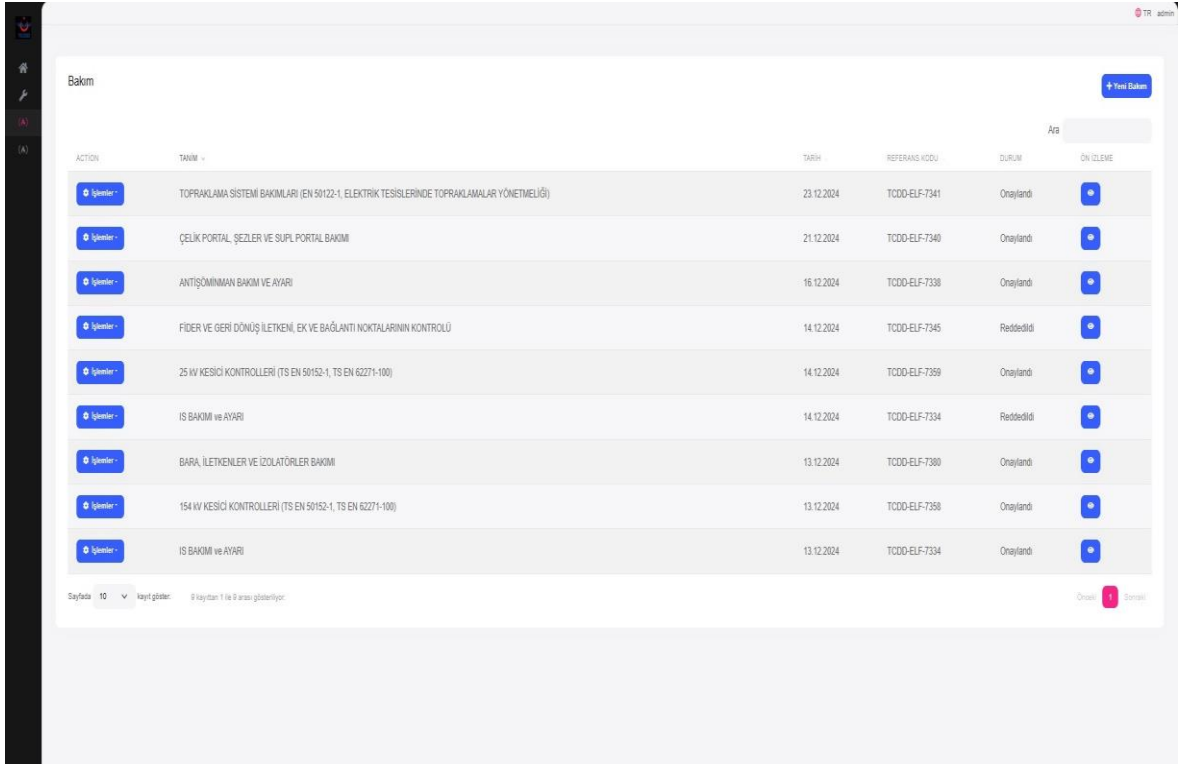 TR admin
Bakım
+ Yeni Bakım
Ara
ACTION TANIM TARİH REFERANS KODU DURUM ÖN İZLEME
İşlemler TOPRAKLAMA SİSTEMİ BAKIMLARI (EN 50122-1, ELEKTRİK TESİSLERİNDE TOPRAKLAMALAR YÖNETMELİĞİ) 23.12.2024 TCDD-ELF-7341 Onaylandı
İşlemler ÇELİK PORTAL, ŞEZLER VE SUPL PORTAL BAKIMI 21.12.2024 TCDD-ELF-7340 Onaylandı
İşlemler ANTİŞÖMİNMAN BAKIM VE AYARI 16.12.2024 TCDD-ELF-7338 Onaylandı
İşlemler FİDER VE GERİ DÖNÜŞ İLETKENİ, EK VE BAĞLANTI NOKTALARININ KONTROLÜ 14.12.2024 TCDD-ELF-7345 Reddedildi
İşlemler 25 kV KESİCİ KONTROLLERİ (TS EN 50152-1, TS EN 62271-100) 14.12.2024 TCDD-ELF-7359 Onaylandı
İşlemler IS BAKIMI ve AYARI 14.12.2024 TCDD-ELF-7334 Reddedildi
İşlemler BARA, İLETKENLER VE İZOLATÖRLER BAKIMI 13.12.2024 TCDD-ELF-7380 Onaylandı
İşlemler 154 kV KESİCİ KONTROLLERİ (TS EN 50152-1, TS EN 62271-100) 13.12.2024 TCDD-ELF-7358 Onaylandı
İşlemler IS BAKIMI ve AYARI 13.12.2024 TCDD-ELF-7334 Onaylandı
Sayfada 10 kayıt göster. 9 kayıttan 1 ile 9 arası gösteriliyor. Önceki 1 Sonraki